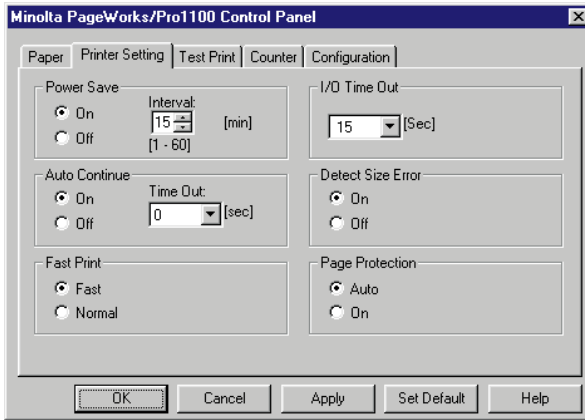 Minolta PageWorks/Pro1100 Control Panel
Paper Printer Setting Test Print Counter Configuration
Power Save
On
Off
Interval:
15 [min]
[1 - 60]
I/O Time Out
15 [Sec]
Auto Continue
On
Off
Time Out:
0 [sec]
Detect Size Error
On
Off
Fast Print
Fast
Normal
Page Protection
Auto
On
OK Cancel Apply Set Default Help